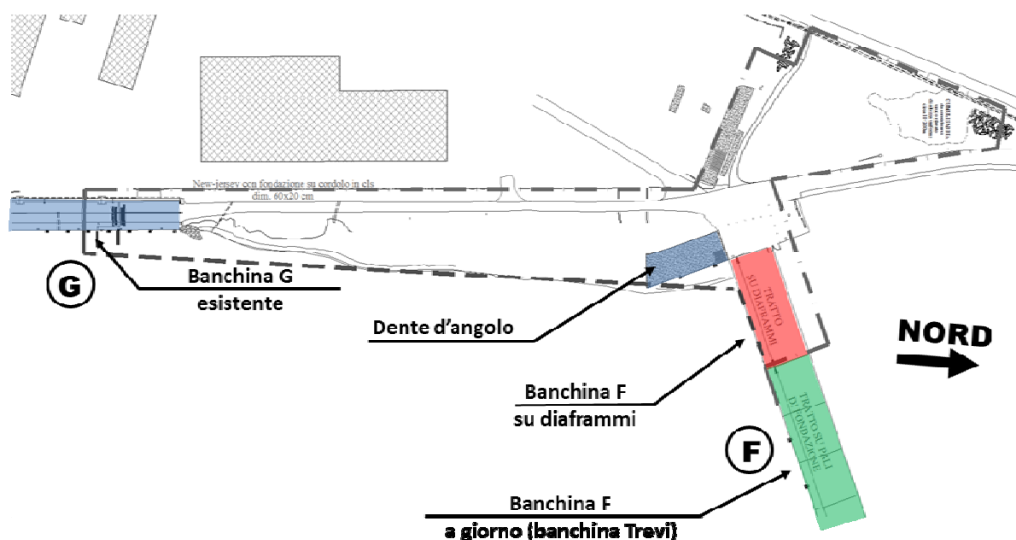 New-jersey con fondazione su cordolo in cls
dim. 60x20 cm
G
Banchina G
esistente
Dente d'angolo
TRATTO
SU DIAFRAMMI
NORD
Banchina F
su diaframmi
F
TRATTO SU PALI
D' FONDAZIONE
Banchina F
a giorno (banchina Trevi)